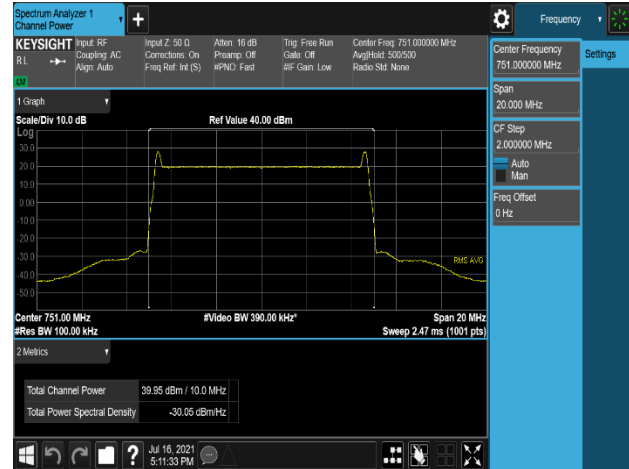 Spectrum Analyzer 1
Channel Power
Frequency
KEYSIGHT
RL
LM
Input: RF
Coupling: AC
Align: Auto
Input Z: 50 Ω
Corrections: On
Freq Ref: Int (S)
Atten: 16 dB
Preamp: Off
#PNO: Fast
Trig: Free Run
Gate: Off
#IF Gain: Low
Center Freq: 751.000000 MHz
Avg|Hold: 500/500
Radio Std: None
Center Frequency
751.000000 MHz
Settings
Span
20.000 MHz
CF Step
2.000000 MHz
Auto
Man
Freq Offset
0 Hz
1 Graph
Scale/Div 10.0 dB
Ref Value 40.00 dBm
Log
30.0
20.0
10.0
0.00
-10.0
-20.0
-30.0
-40.0
-50.0
RMS AVG
Center 751.00 MHz
#Video BW 390.00 kHz*
Span 20 MHz
#Res BW 100.00 kHz
Sweep 2.47 ms (1001 pts)
2 Metrics
Total Channel Power 39.95 dBm / 10.0 MHz
Total Power Spectral Density -30.05 dBm/Hz
?
Jul 16, 2021
5:11:33 PM